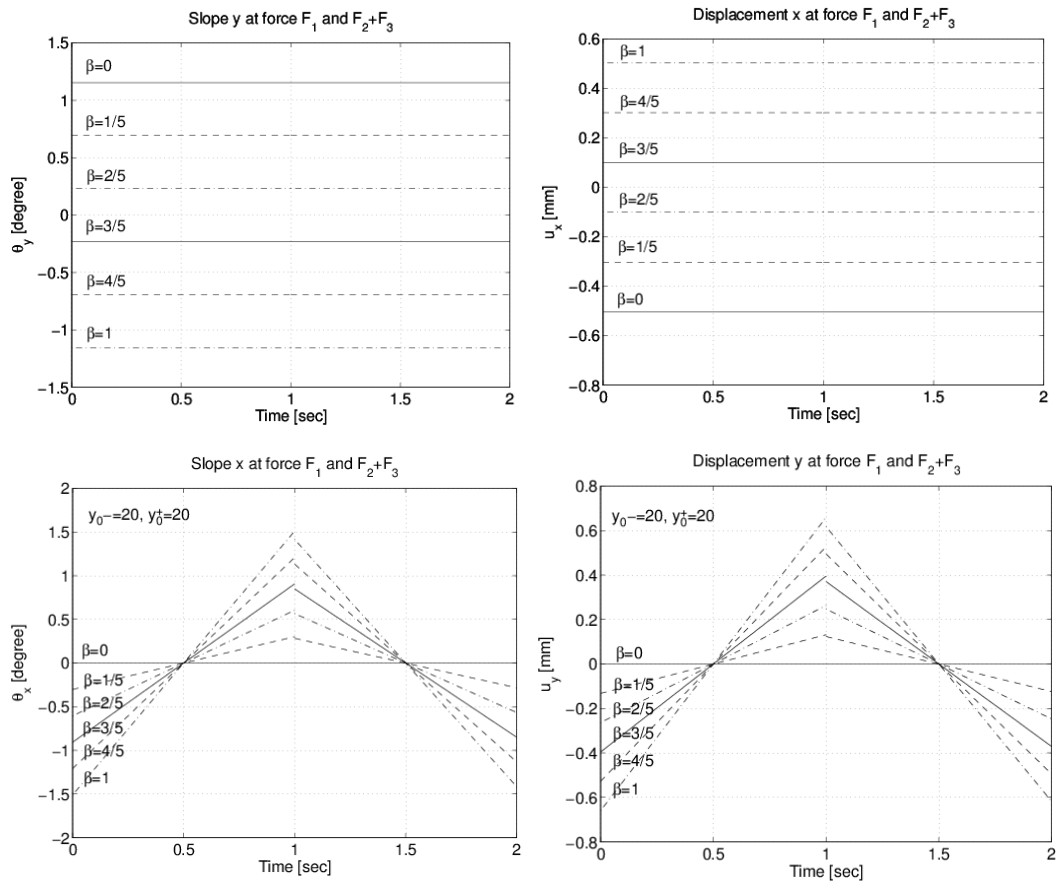 Slope y at force F1 and F2+F3
1.5
1
0.5
0
−0.5
−1
−1.5
θy [degree]
β=0
β=1/5
β=2/5
β=3/5
β=4/5
β=1
0 0.5 1 1.5 2
Time [sec]
Displacement x at force F1 and F2+F3
0.6
0.4
0.2
0
−0.2
−0.4
−0.6
−0.8
ux [mm]
β=1
β=4/5
β=3/5
β=2/5
β=1/5
β=0
0 0.5 1 1.5 2
Time [sec]
Slope x at force F1 and F2+F3
2
1.5
1
0.5
0
−0.5
−1
−1.5
−2
θx [degree]
y0−=20, y0+=20
β=0
β=1/5
β=2/5
β=3/5
β=4/5
β=1
0 0.5 1 1.5 2
Time [sec]
Displacement y at force F1 and F2+F3
0.8
0.6
0.4
0.2
0
−0.2
−0.4
−0.6
−0.8
uy [mm]
y0−=20, y0+=20
β=0
β=1/5
β=2/5
β=3/5
β=4/5
β=1
0 0.5 1 1.5 2
Time [sec]